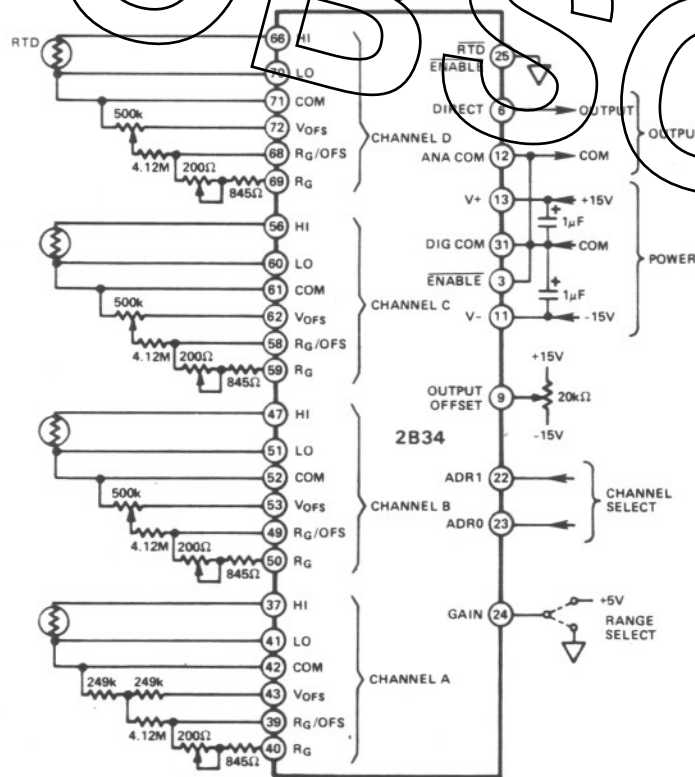 OBSO
RTD
66 HI
70 LO
71 COM
500k
72 VOFS
68 RG/OFS
4.12M 200Ω
69 RG
845Ω
CHANNEL D
56 HI
60 LO
61 COM
500k
62 VOFS
58 RG/OFS
4.12M 200Ω
59 RG
845Ω
CHANNEL C
47 HI
51 LO
52 COM
500k
53 VOFS
49 RG/OFS
4.12M 200Ω
50 RG
845Ω
CHANNEL B
37 HI
41 LO
42 COM
249k 249k
43 VOFS
39 RG/OFS
4.12M 200Ω 845Ω
40 RG
CHANNEL A
2B34
RTD
ENABLE 25
DIRECT 6 OUTPUT
OUTPU
ANA COM 12 COM
V+ 13 +15V
+
1µF
DIG COM 31 COM
POWER
ENABLE 3
+
1µF
V- 11 -15V
+15V
OUTPUT
OFFSET 9 20kΩ
-15V
ADR1 22
CHANNEL
SELECT
ADR0 23
GAIN 24 +5V
RANGE
SELECT